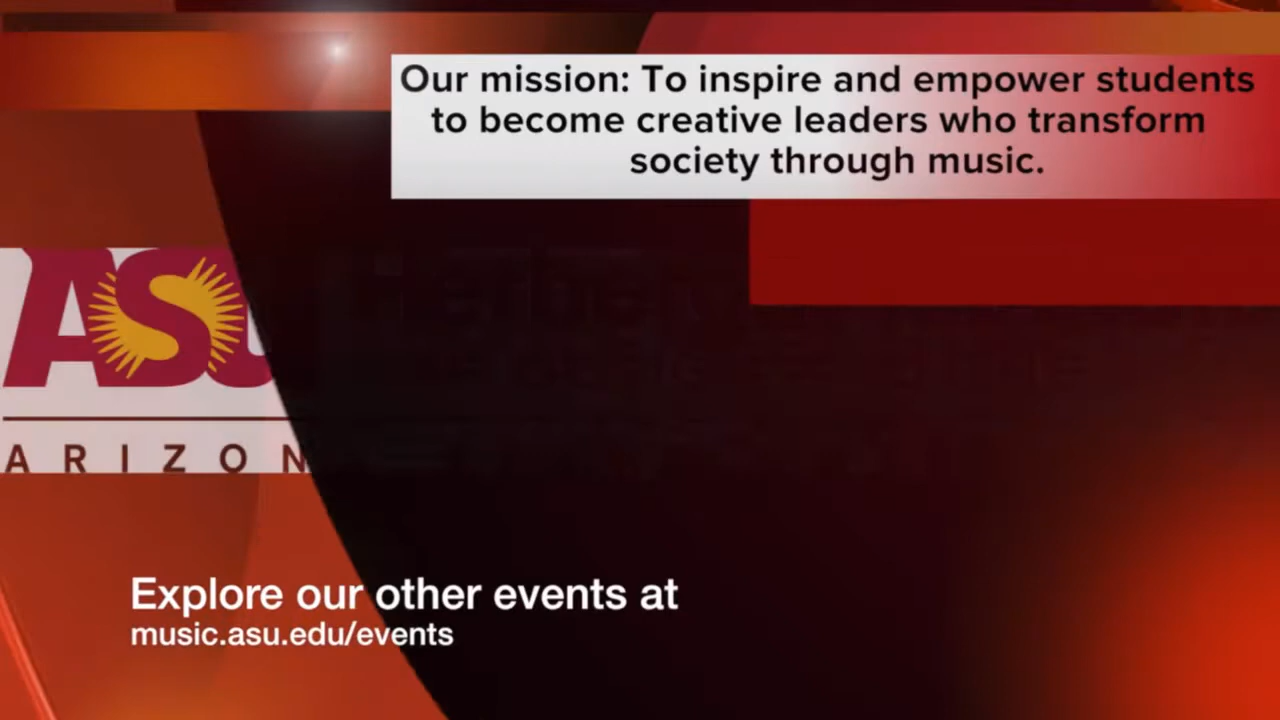 Our mission: To inspire and empower students
to become creative leaders who transform
society through music.
ASU
ARIZON
Explore our other events at
music.asu.edu/events